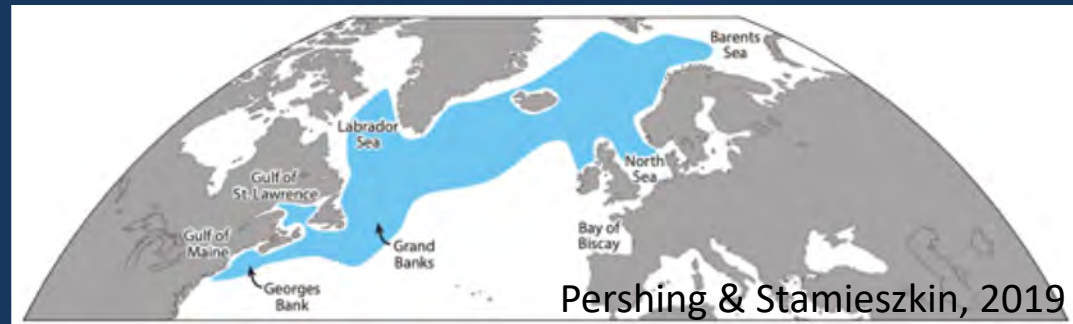 Barents
Sea
Labrador
Sea
Gulf of
St. Lawrence
North
Sea
Gulf of
Maine
Grand
Banks
Bay of
Biscay
Georges
Bank
Pershing & Stamieszkin, 2019